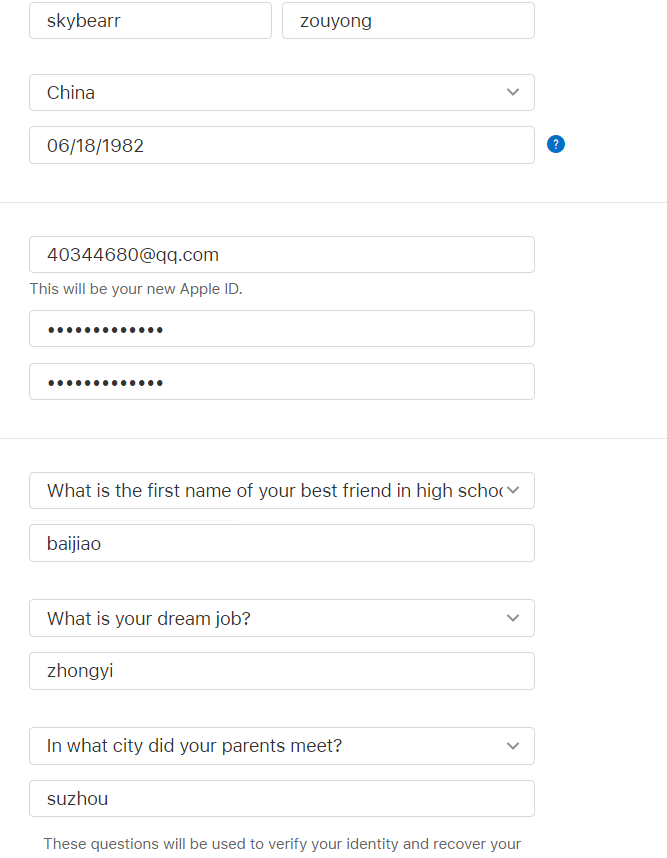 skybearr zouyong
China
06/18/1982
?
40344680@qq.com
This will be your new Apple ID.
•••••••••••••
•••••••••••••
What is the first name of your best friend in high schoo
baijiao
What is your dream job?
zhongyi
In what city did your parents meet?
suzhou
These questions will be used to verify your identity and recover your